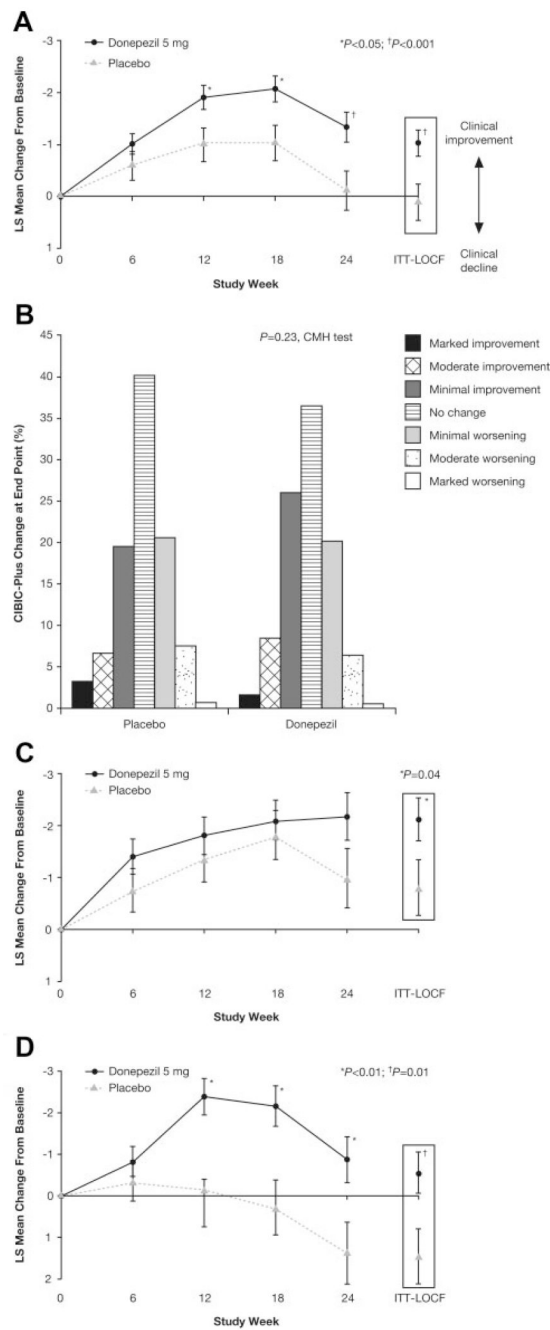 A
Donepezil 5 mg
Placebo
*P<0.05; †P<0.001
LS Mean Change From Baseline
-3
-2
-1
0
1
* * † †
Clinical
improvement
Clinical
decline
0 6 12 18 24 ITT-LOCF
Study Week
B
P=0.23, CMH test
CIBIC-Plus Change at End Point (%)
45
40
35
30
25
20
15
10
5
0
Marked improvement
Moderate improvement
Minimal improvement
No change
Minimal worsening
Moderate worsening
Marked worsening
Placebo Donepezil
C
Donepezil 5 mg
Placebo
*P=0.04
LS Mean Change From Baseline
-3
-2
-1
0
1
*
0 6 12 18 24 ITT-LOCF
Study Week
D
Donepezil 5 mg
Placebo
*P<0.01; †P=0.01
LS Mean Change From Baseline
-3
-2
-1
0
1
2
* * * †
0 6 12 18 24 ITT-LOCF
Study Week